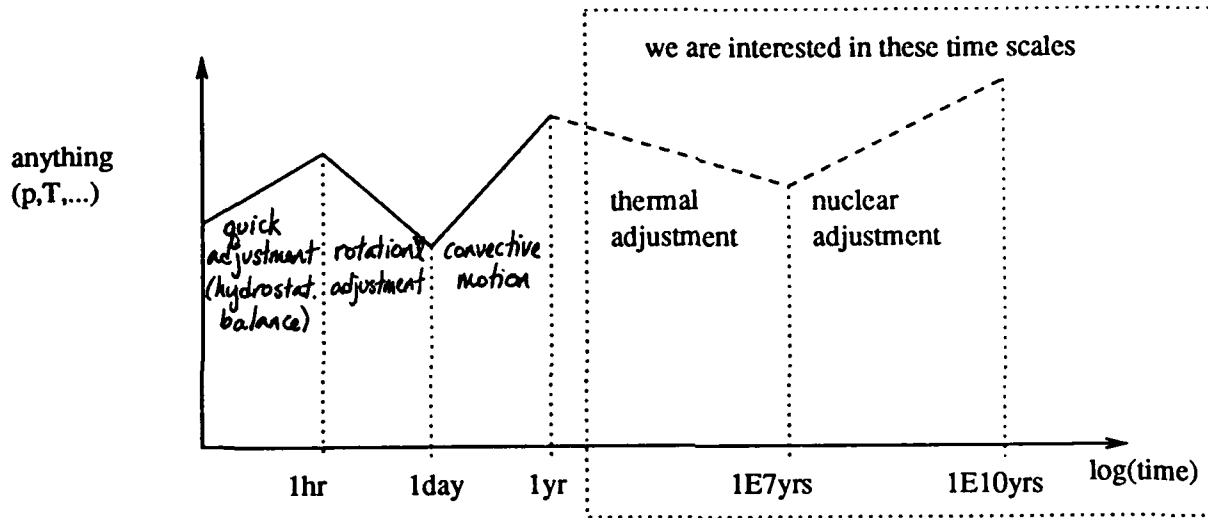 we are interested in these time scales
anything
(p,T,...)
quick
adjustment
(hydrostat.
balance)
rotation
adjustment
convective
motion
thermal
adjustment
nuclear
adjustment
1hr
1day
1yr
1E7yrs
1E10yrs
log(time)